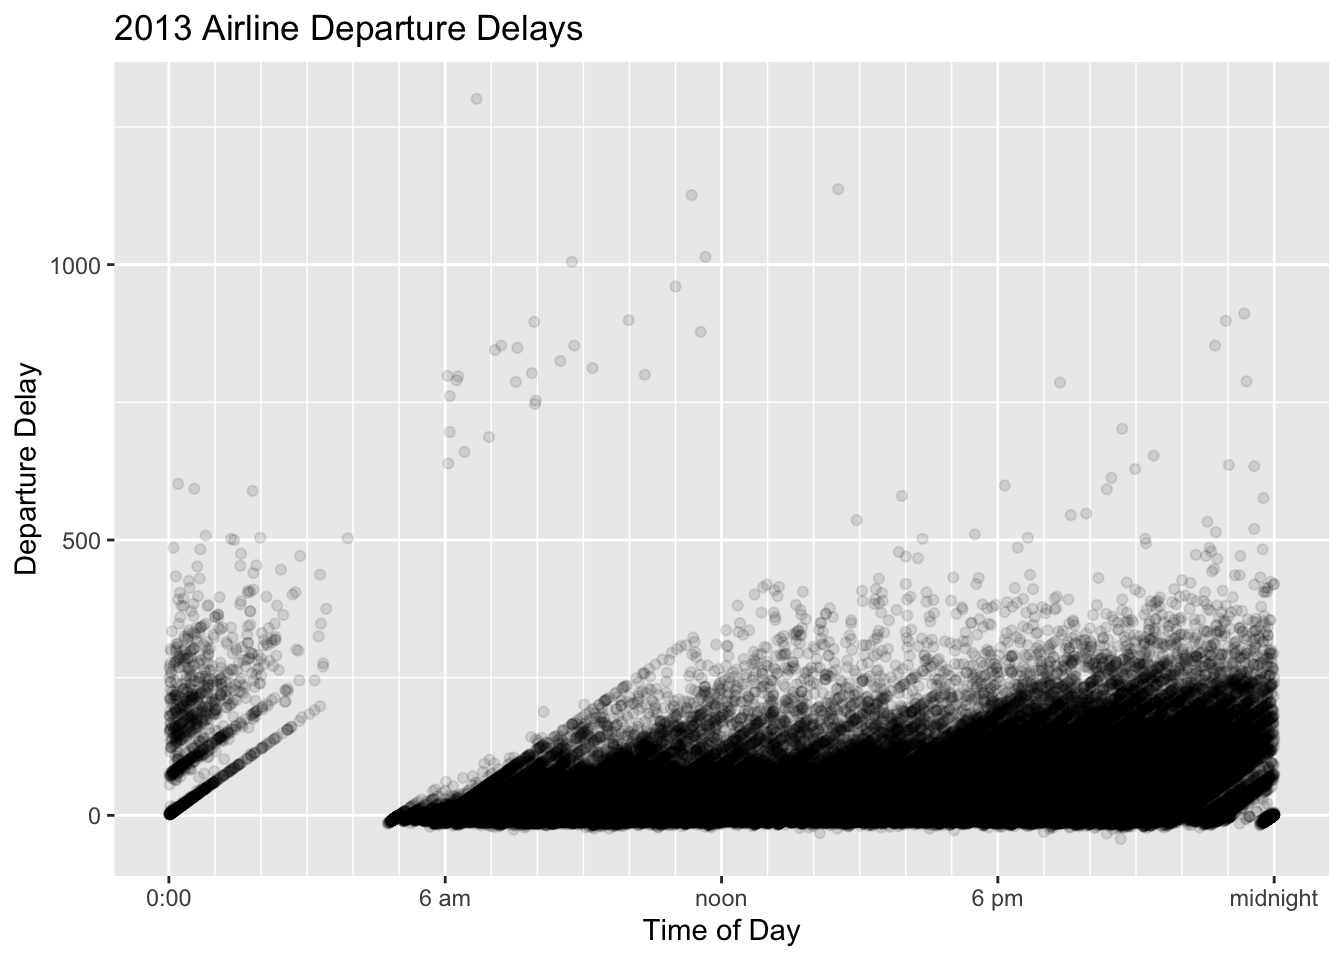 2013 Airline Departure Delays
1000
500
0
Departure Delay
0:00
6 am
noon
6 pm
midnight
Time of Day